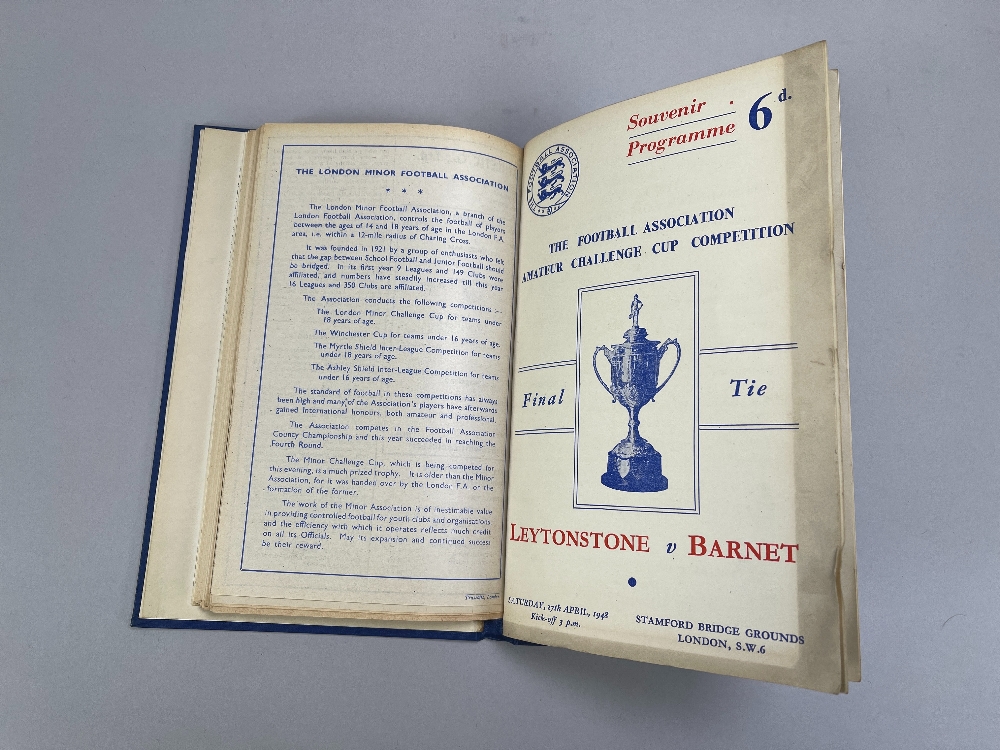 THE LONDON MINOR FOOTBALL ASSOCIATION
* * *
The London Minor Football Association, a branch of the
London Football Association, controls the football of players
between the ages of 14 and 18 years of age in the London F.A.
area, i.e. within a 12-mile radius of Charing Cross.
It was founded in 1921 by a group of enthusiasts who felt
that the gap between School Football and Junior Football should
be bridged. In its first year 9 Leagues and 149 Clubs were
affiliated, and numbers have steadily increased till this year
16 Leagues and 350 Clubs are affiliated.
The Association conducts the following competitions :—
The London Minor Challenge Cup for teams under
18 years of age.
The Winchester Cup for teams under 16 years of age.
The Myrtle Shield Inter-League Competition for teams
under 18 years of age.
The Ashley Shield Inter-League Competition for teams
under 16 years of age.
The standard of football in these competitions has always
been high and many of the Association's players have afterwards
gained International honours, both amateur and professional.
The Association competes in the Football Association
County Championship and this year succeeded in reaching the
Fourth Round.
The Minor Challenge Cup, which is being competed for
this evening, is a much prized trophy. It is older than the Minor
Association, for it was handed over by the London F.A. on the
formation of the former.
The work of the Minor Association is of inestimable value
in providing controlled football for youth clubs and organisations
and the efficiency with which it operates reflects much credit
on all its Officials. May its expansion and continued success
be their reward.
Souvenir
Programme
6d.
THE FOOTBALL ASSOCIATION
THE FOOTBALL ASSOCIATION
AMATEUR CHALLENGE CUP COMPETITION
Final Tie
LEYTONSTONE v BARNET
SATURDAY, 17th APRIL, 1948
Kick-off 3 p.m.
STAMFORD BRIDGE GROUNDS
LONDON, S.W.6